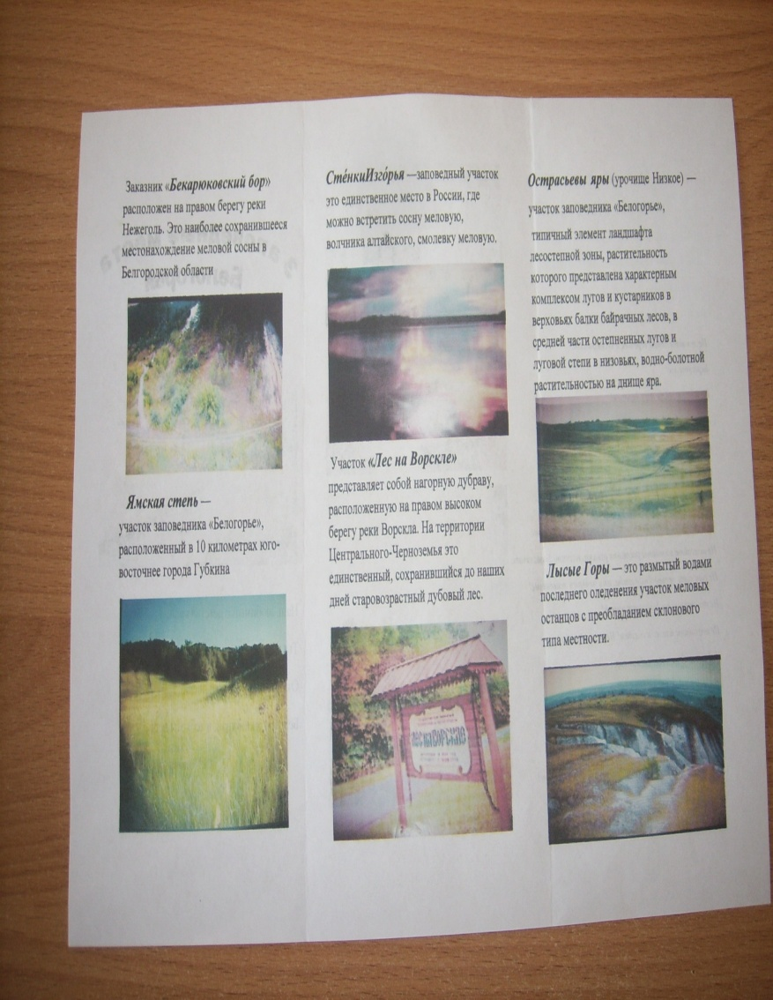 Заказник «Бекарюковский бор»
расположен на правом берегу реки
Нежеголь. Это наиболее сохранившееся
местонахождение меловой сосны в
Белгородской области
Ямская степь —
участок заповедника «Белогорье»,
расположенный в 10 километрах юго-
восточнее города Губкина
Сте́нкиИзго́рья —заповедный участок
это единственное место в России, где
можно встретить сосну меловую,
волчника алтайского, смолевку меловую.
Участок «Лес на Ворскле»
представляет собой нагорную дубраву,
расположенную на правом высоком
берегу реки Ворскла. На территории
Центрального-Черноземья это
единственный, сохранившийся до наших
дней старовозрастный дубовый лес.
лес на Ворскле
Острасьевы яры (урочище Низкое) —
участок заповедника «Белогорье»,
типичный элемент ландшафта
лесостепной зоны, растительность
которого представлена характерным
комплексом лугов и кустарников в
верховьях балки байрачных лесов, в
средней части остепненных лугов и
луговой степи в низовьях, водно-болотной
растительностью на днище яра.
Лысые Горы — это размытый водами
последнего оледенения участок меловых
останцов с преобладанием склонового
типа местности.